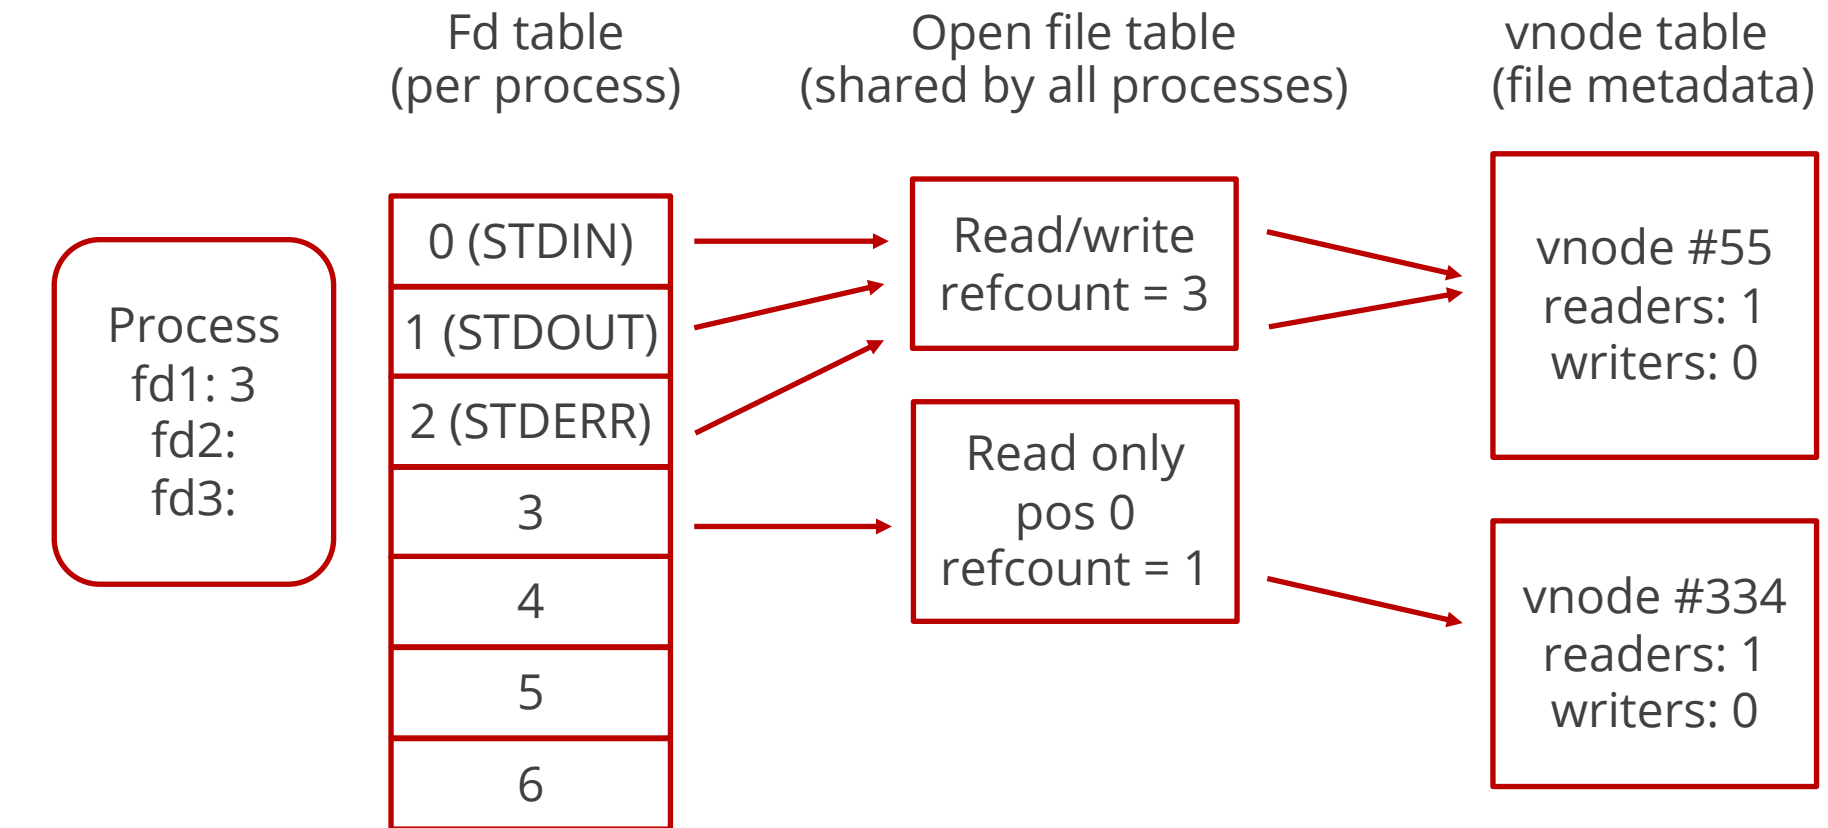 Fd table
(per process)
Open file table
(shared by all processes)
vnode table
(file metadata)
Process
fd1: 3
fd2:
fd3:
0 (STDIN)
1 (STDOUT)
2 (STDERR)
3
4
5
6
Read/write
refcount = 3
Read only
pos 0
refcount = 1
vnode #55
readers: 1
writers: 0
vnode #334
readers: 1
writers: 0